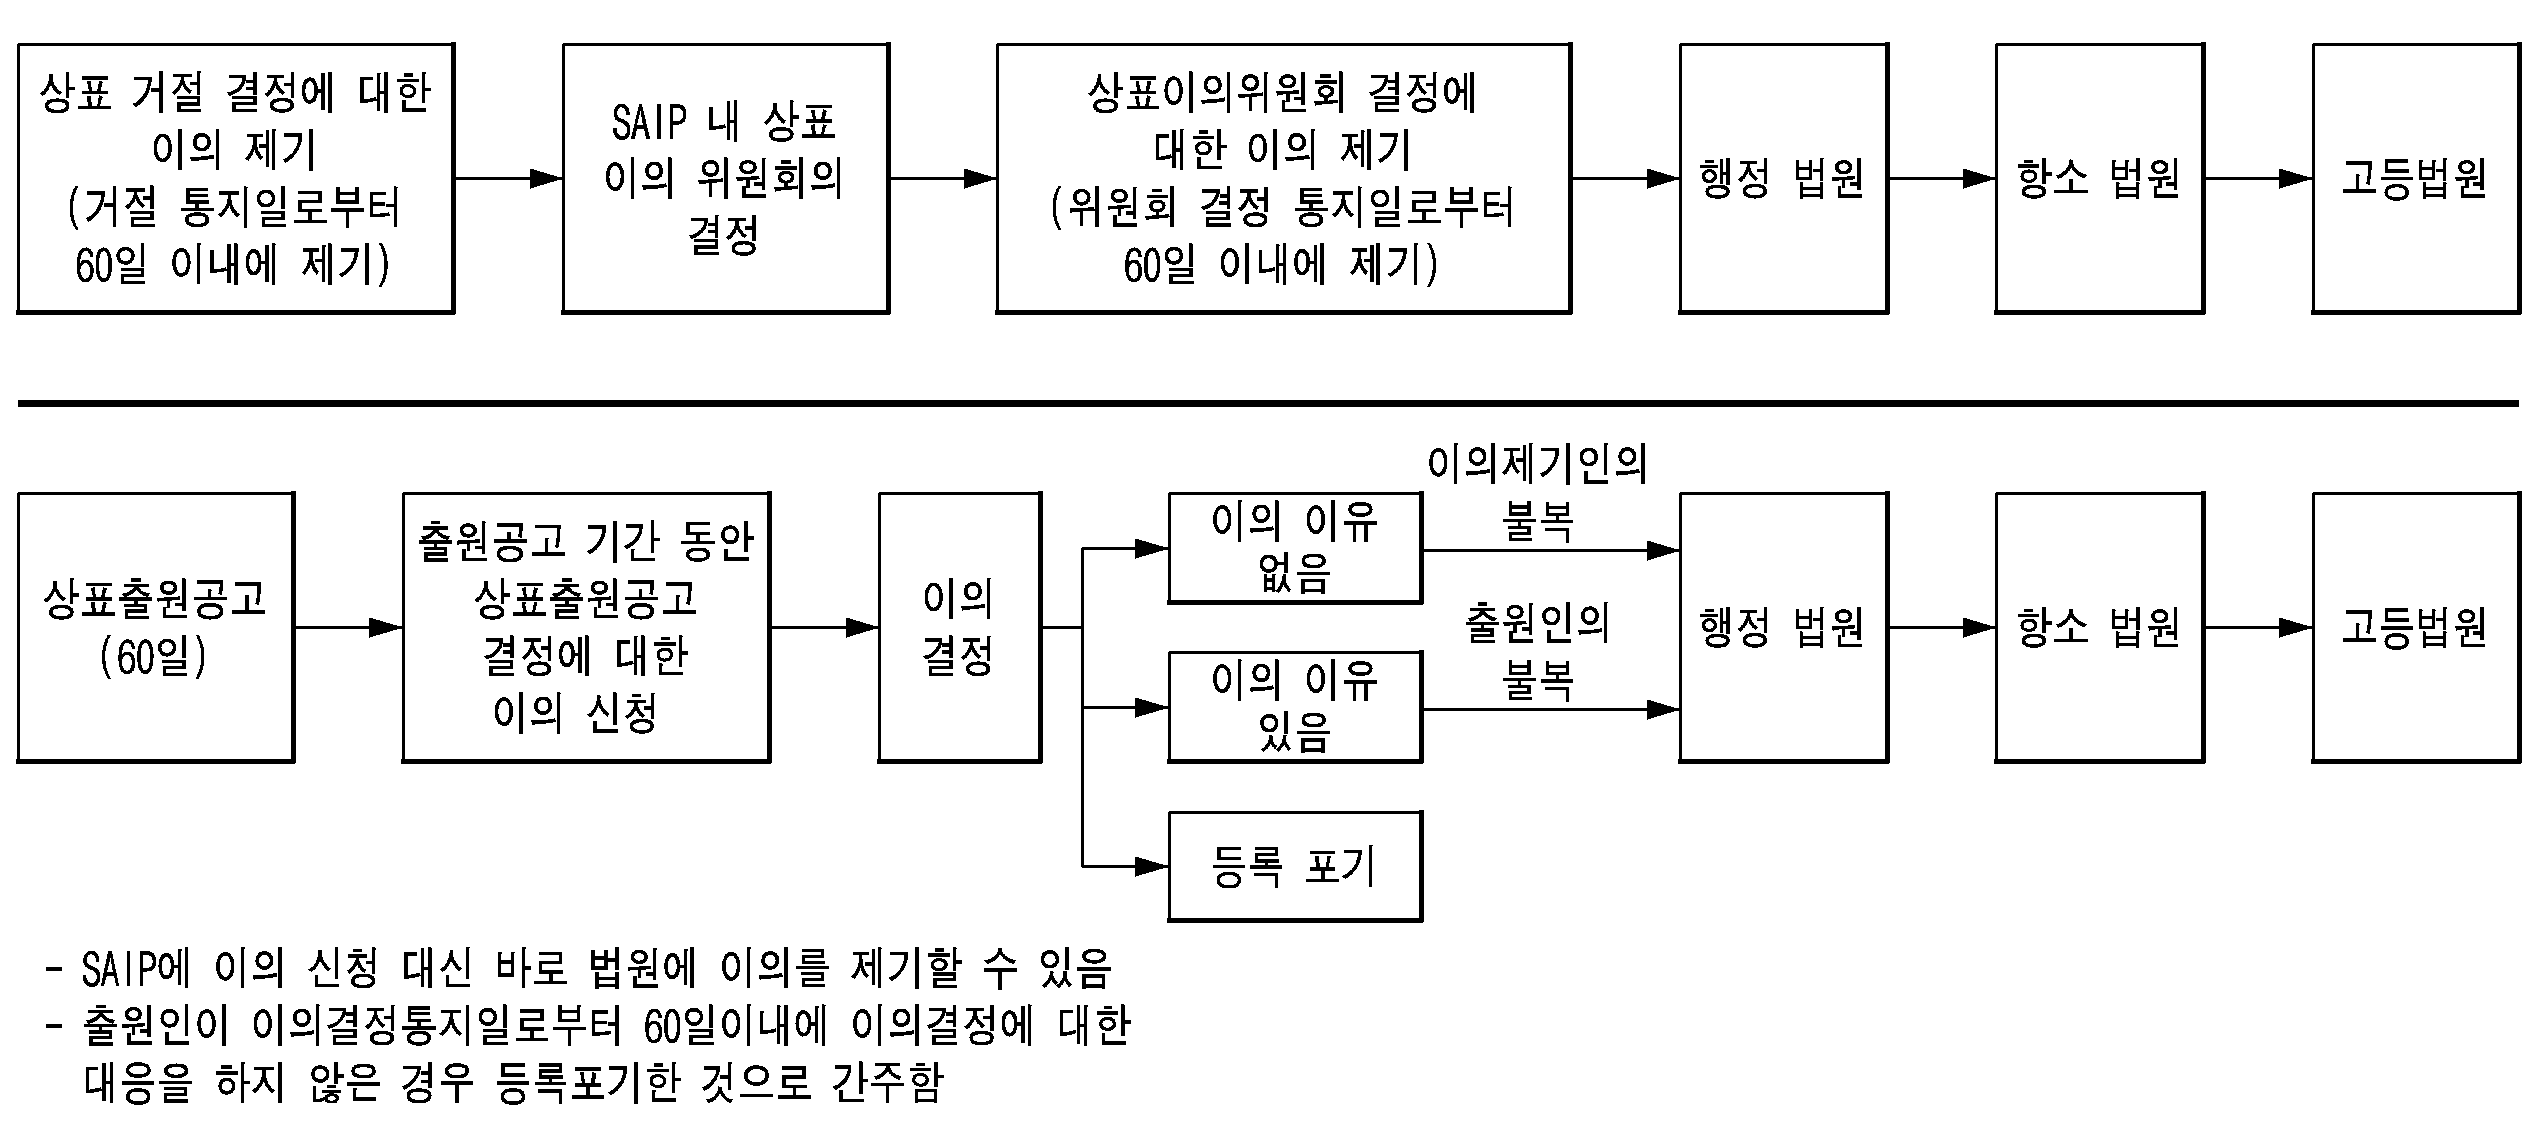 상표 거절 결정에 대한
이의 제기
(거절 통지일로부터
60일 이내에 제기)
SAIP 내 상표
이의 위원회의
결정
상표이의위원회 결정에
대한 이의 제기
(위원회 결정 통지일로부터
60일 이내에 제기)
행정 법원
항소 법원
고등법원
상표출원공고
(60일)
출원공고 기간 동안
상표출원공고
결정에 대한
이의 신청
이의
결정
이의 이유
없음
이의제기인의
불복
이의 이유
있음
출원인의
불복
등록 포기
행정 법원
항소 법원
고등법원
- SAIP에 이의 신청 대신 바로 법원에 이의를 제기할 수 있음
- 출원인이 이의결정통지일로부터 60일이내에 이의결정에 대한
대응을 하지 않은 경우 등록포기한 것으로 간주함